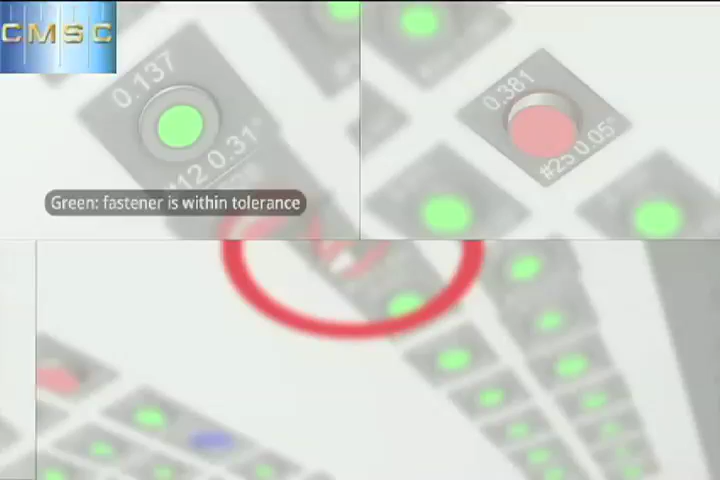 CMSC
0.137
#12 0.31°
Green: fastener is within tolerance
0.381
#25 0.05°